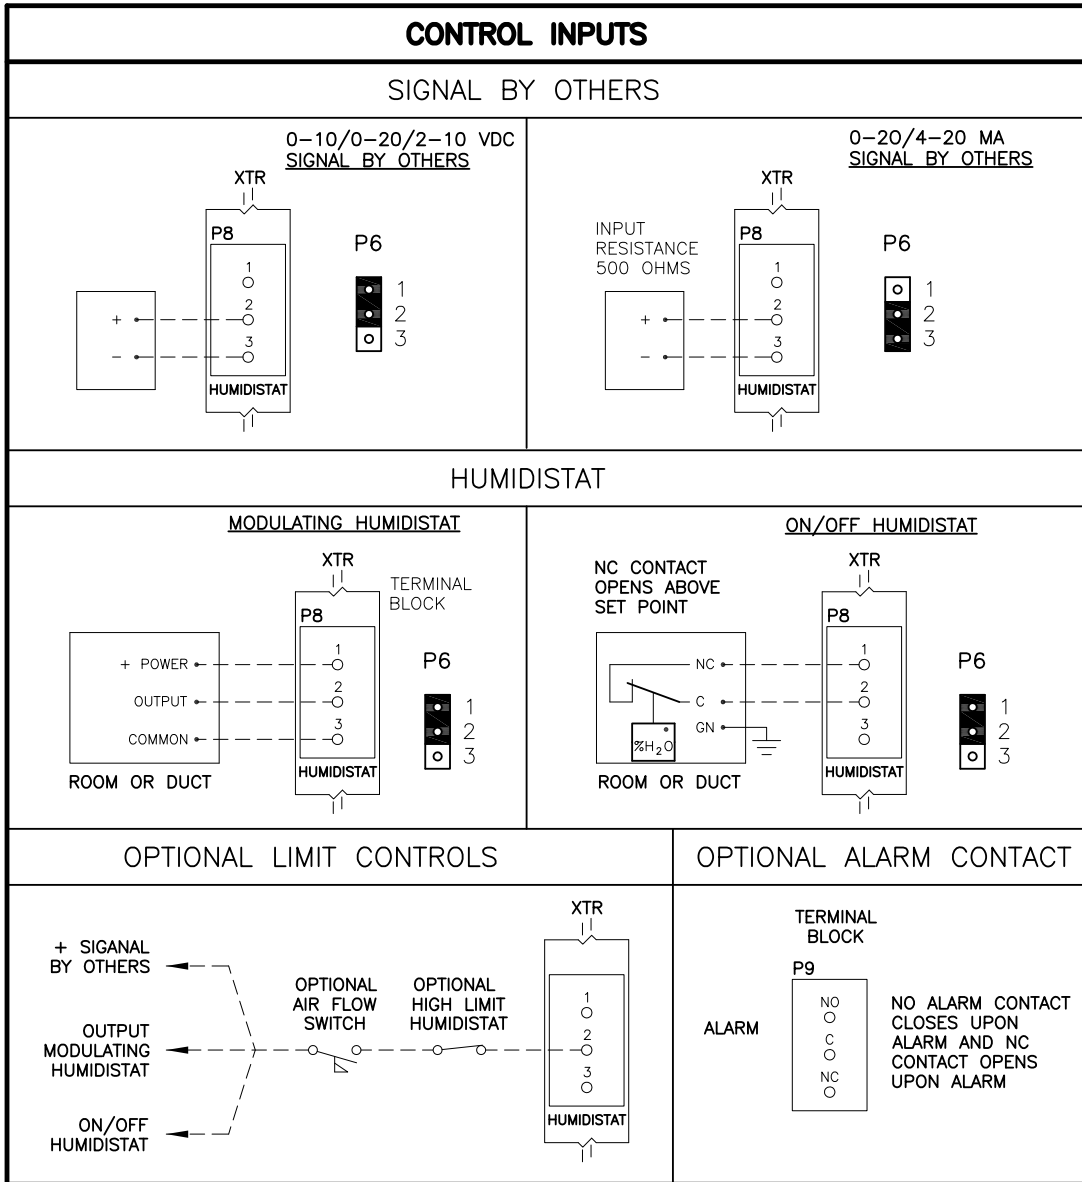 CONTROL INPUTS
SIGNAL BY OTHERS
0-10/0-20/2-10 VDC
SIGNAL BY OTHERS
XTR
P8
1
2
3
HUMIDISTAT
+
-
P6
1
2
3
0-20/4-20 MA
SIGNAL BY OTHERS
XTR
INPUT
RESISTANCE
500 OHMS
P8
1
2
3
HUMIDISTAT
+
-
P6
1
2
3
HUMIDISTAT
MODULATING HUMIDISTAT
XTR
TERMINAL
BLOCK
P8
+ POWER
OUTPUT
COMMON
1
2
3
HUMIDISTAT
ROOM OR DUCT
P6
1
2
3
ON/OFF HUMIDISTAT
XTR
NC CONTACT
OPENS ABOVE
SET POINT
P8
NC
C
GN
%H2O
1
2
3
HUMIDISTAT
ROOM OR DUCT
P6
1
2
3
OPTIONAL LIMIT CONTROLS
XTR
+ SIGANAL
BY OTHERS
OUTPUT
MODULATING
HUMIDISTAT
ON/OFF
HUMIDISTAT
OPTIONAL
AIR FLOW
SWITCH
OPTIONAL
HIGH LIMIT
HUMIDISTAT
1
2
3
HUMIDISTAT
OPTIONAL ALARM CONTACT
TERMINAL
BLOCK
P9
ALARM
NO
C
NC
NO ALARM CONTACT
CLOSES UPON
ALARM AND NC
CONTACT OPENS
UPON ALARM